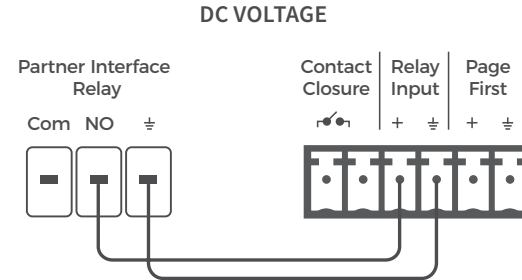 DC VOLTAGE
Partner Interface
Relay
Com NO
Contact
Closure
Relay
Input
+
Page
First
+